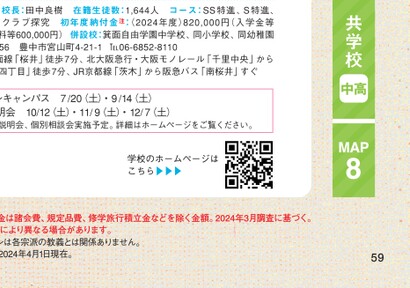 校長：田中良樹 在籍生徒数：1,644人 コース：SS特進、S特進、
クラブ探究 初年度納付金注：（2024年度）820,000円（入学金等
料等600,000円） 併設校：箕面自由学園中学校、同小学校、同幼稚園
56 豊中市宮山町4-21-1 TEL06-6852-8110
面線「桜井」徒歩7分、北大阪急行・大阪モノレール「千里中央」から
四丁目」徒歩7分、JR京都線「茨木」から阪急バス「南桜井」すぐ
ンキャンパス 7/20（土）・9/14（土）
明会 10/12（土）・11/9（土）・12/7（土）
説明会、個別相談会実施予定。詳細はホームページをご覧ください。
学校のホームページは
こちら▶▶▶
共学校
中高
MAP
8
金は諸会費、規定品費、修学旅行積立金などを除く金額。2024年3月調査に基づく。
により異なる場合があります。
ンは各宗派の教義とは関係ありません。
2024年4月1日現在。
59